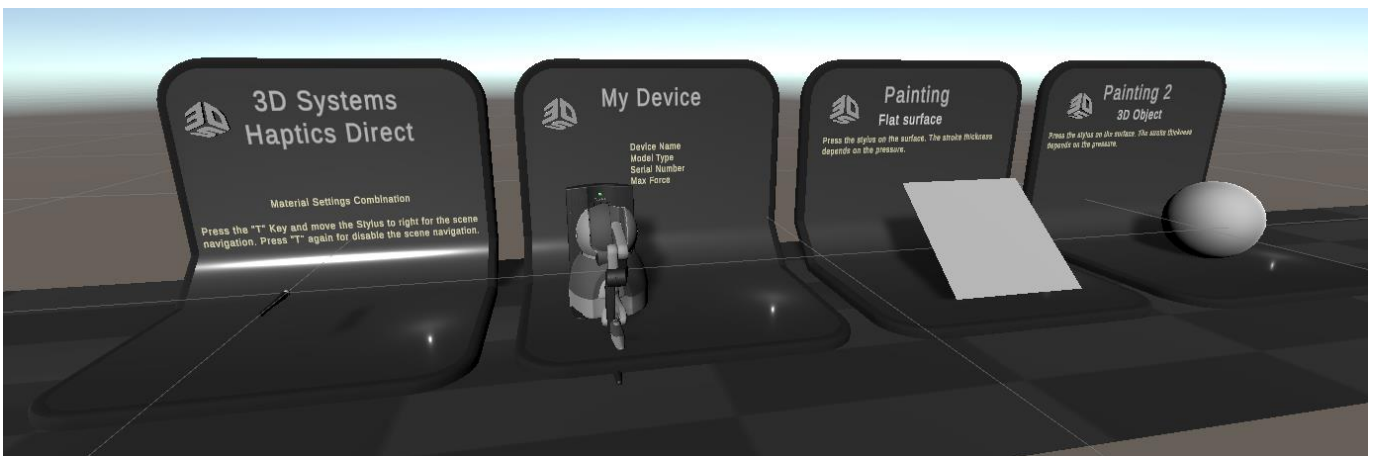 3D Systems
Haptics Direct
Material Settings Combination
Press the "T" Key and move the Stylus to right for the scene
navigation. Press "T" again for disable the scene navigation.
My Device
Device Name
Model Type
Serial Number
Max Force
Painting
Flat surface
Press the stylus on the surface. The stroke thickness
depends on the pressure.
Painting 2
3D Object
Press the stylus on the surface. The stroke thickness
depends on the pressure.